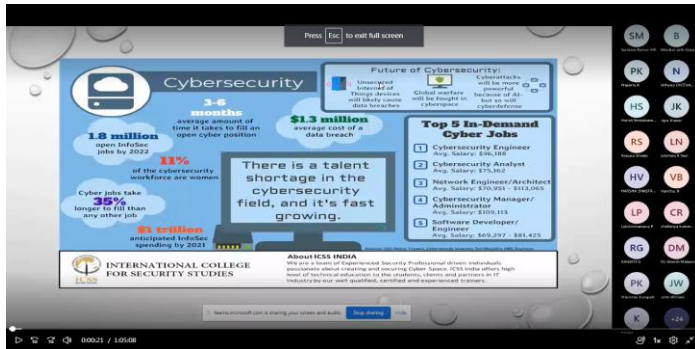 Press Esc to exit full screen
Cybersecurity
3-6
months
average amount of
time it takes to fill an
open cyber position
1.8 million
open InfoSec
jobs by 2022
11%
of the cybersecurity
workforce are women
Cyber jobs take
35%
longer to fill than
any other job
$1 trillion
anticipated InfoSec
spending by 2021
$1.3 million
average cost of a
data breach
There is a talent
shortage in the
cybersecurity
field, and it's fast
growing.
Future of Cybersecurity:
Unsecured
Internet of
Things devices
will likely cause
data breaches
Global warfare
will be fought in
cyberspace
Cyberattacks
will be more
powerful
because of AI-
but so will
cyberdefense
Top 5 In-Demand
Cyber Jobs
1 Cybersecurity Engineer
Avg. Salary: $96,188
2 Cybersecurity Analyst
Avg. Salary: $75,162
3 Network Engineer/Architect
Avg. Salary: $70,951 - $113,065
4 Cybersecurity Manager/
Administrator
Avg. Salary: $109,113
5 Software Developer/
Engineer
Avg. Salary: $69,297 - $81,425
ICSS
INTERNATIONAL COLLEGE
FOR SECURITY STUDIES
About ICSS INDIA
We are a team of Experienced Security Professional driven individuals
passionate about creating and securing Cyber Space. ICSS India offers high
level of technical education to the students, clients and partners in IT
Industry by our well qualified, certified and experienced trainers.
teams.microsoft.com is sharing your screen and audio.
Stop sharing
Hide
SM
B
PK
N
HS
JK
RS
LN
HV
VB
LP
CR
RG
DM
PK
JW
K
+24
0:00:21 / 1:05:08
1x